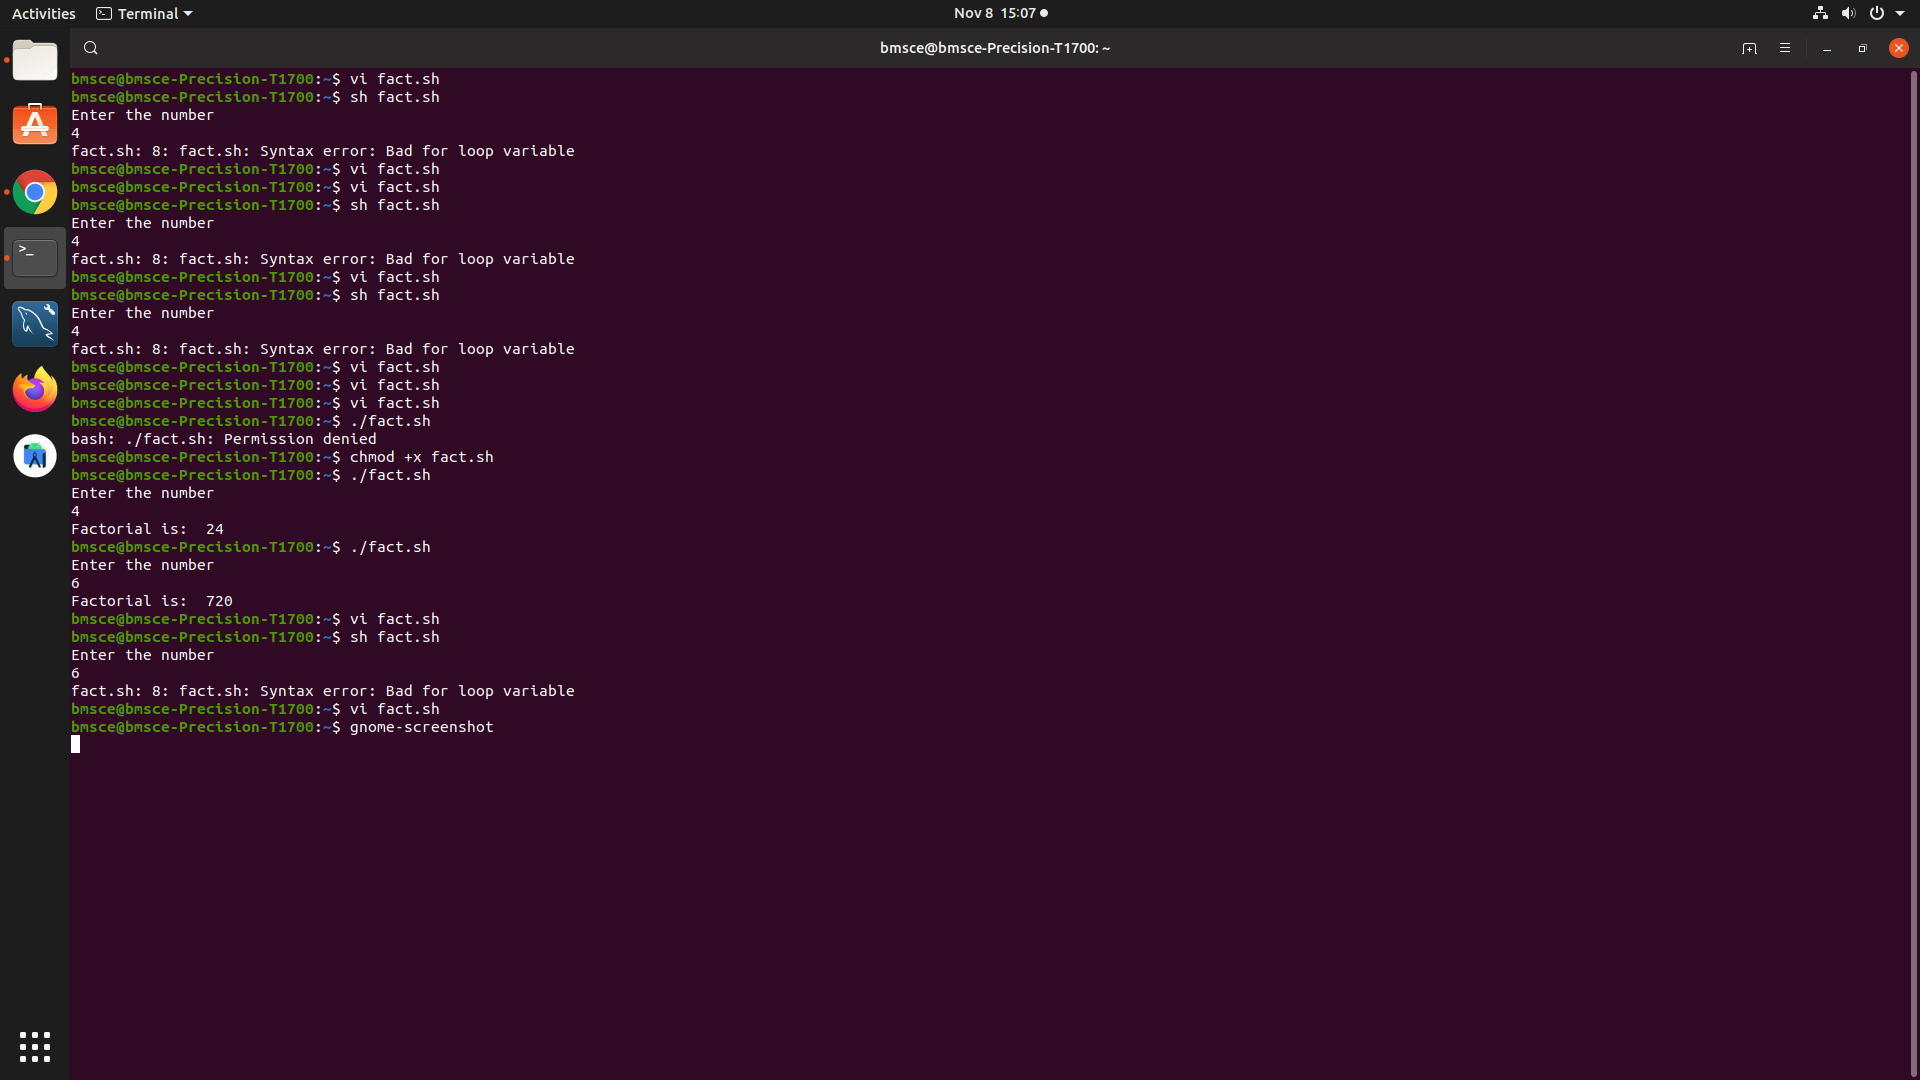 Activities Terminal Nov 8 15:07
bmsce@bmsce-Precision-T1700: ~
bmsce@bmsce-Precision-T1700:~$ vi fact.sh
bmsce@bmsce-Precision-T1700:~$ sh fact.sh
Enter the number
4
fact.sh: 8: fact.sh: Syntax error: Bad for loop variable
bmsce@bmsce-Precision-T1700:~$ vi fact.sh
bmsce@bmsce-Precision-T1700:~$ vi fact.sh
bmsce@bmsce-Precision-T1700:~$ sh fact.sh
Enter the number
4
fact.sh: 8: fact.sh: Syntax error: Bad for loop variable
bmsce@bmsce-Precision-T1700:~$ vi fact.sh
bmsce@bmsce-Precision-T1700:~$ sh fact.sh
Enter the number
4
fact.sh: 8: fact.sh: Syntax error: Bad for loop variable
bmsce@bmsce-Precision-T1700:~$ vi fact.sh
bmsce@bmsce-Precision-T1700:~$ vi fact.sh
bmsce@bmsce-Precision-T1700:~$ vi fact.sh
bmsce@bmsce-Precision-T1700:~$ ./fact.sh
bash: ./fact.sh: Permission denied
bmsce@bmsce-Precision-T1700:~$ chmod +x fact.sh
bmsce@bmsce-Precision-T1700:~$ ./fact.sh
Enter the number
4
Factorial is:  24
bmsce@bmsce-Precision-T1700:~$ ./fact.sh
Enter the number
6
Factorial is:  720
bmsce@bmsce-Precision-T1700:~$ vi fact.sh
bmsce@bmsce-Precision-T1700:~$ sh fact.sh
Enter the number
6
fact.sh: 8: fact.sh: Syntax error: Bad for loop variable
bmsce@bmsce-Precision-T1700:~$ vi fact.sh
bmsce@bmsce-Precision-T1700:~$ gnome-screenshot